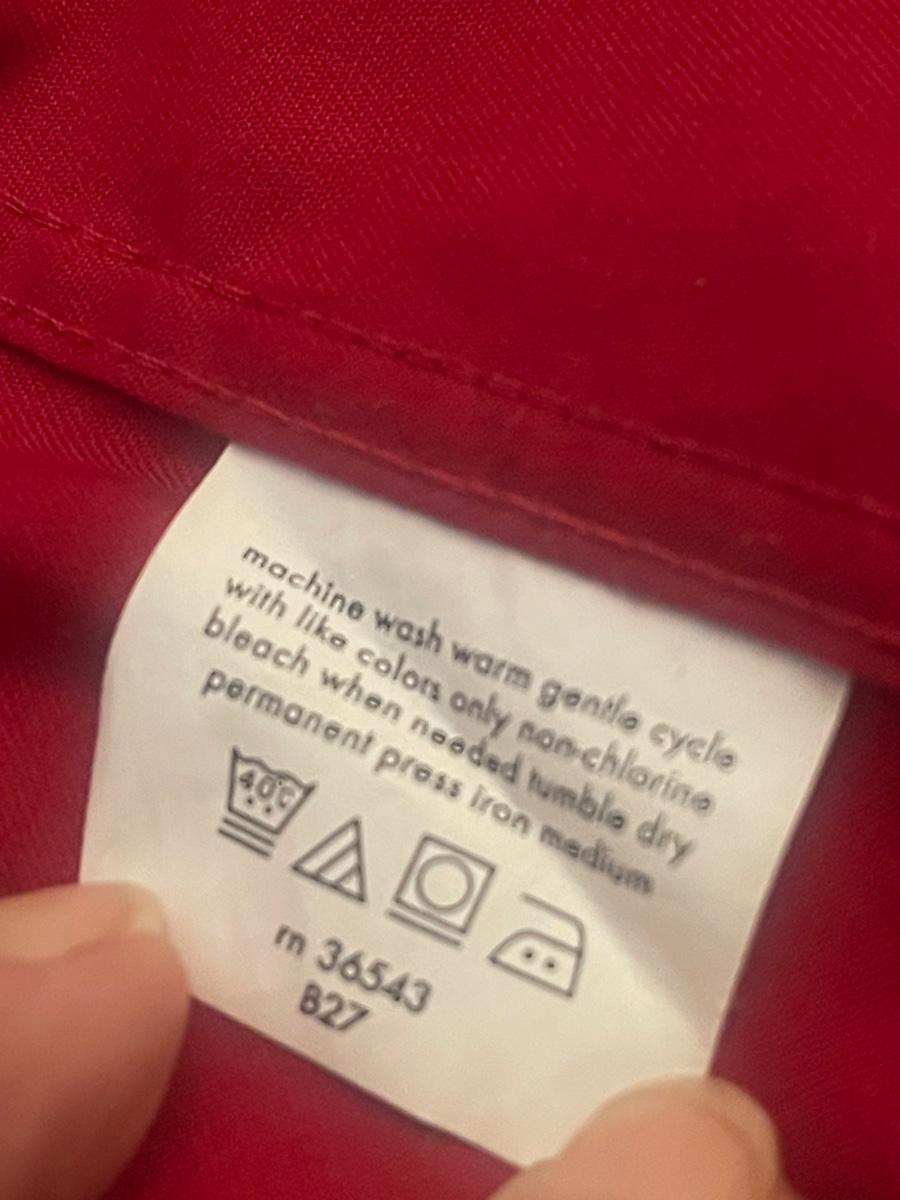 machine wash warm gentle cycle
with like colors only non-chlorine
bleach when needed tumble dry
permanent press iron medium
40°C
rn 36543
B27